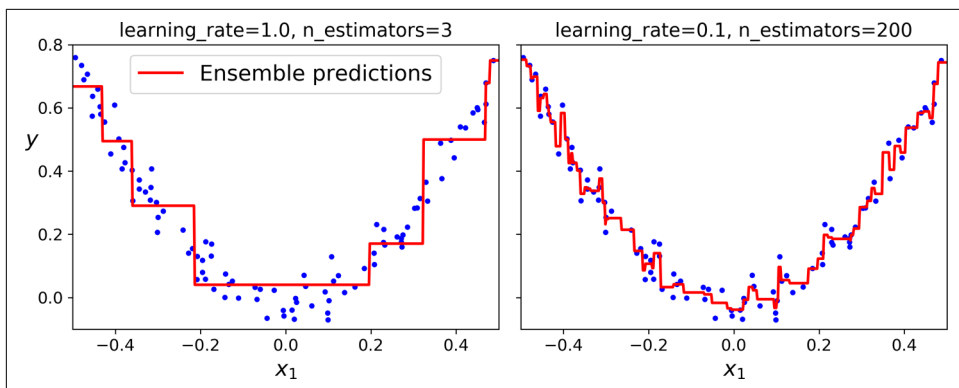 learning_rate=1.0, n_estimators=3
learning_rate=0.1, n_estimators=200
Ensemble predictions
0.8
0.6
y
0.4
0.2
0.0
−0.4 −0.2 0.0 0.2 0.4
−0.4 −0.2 0.0 0.2 0.4
x₁
x₁